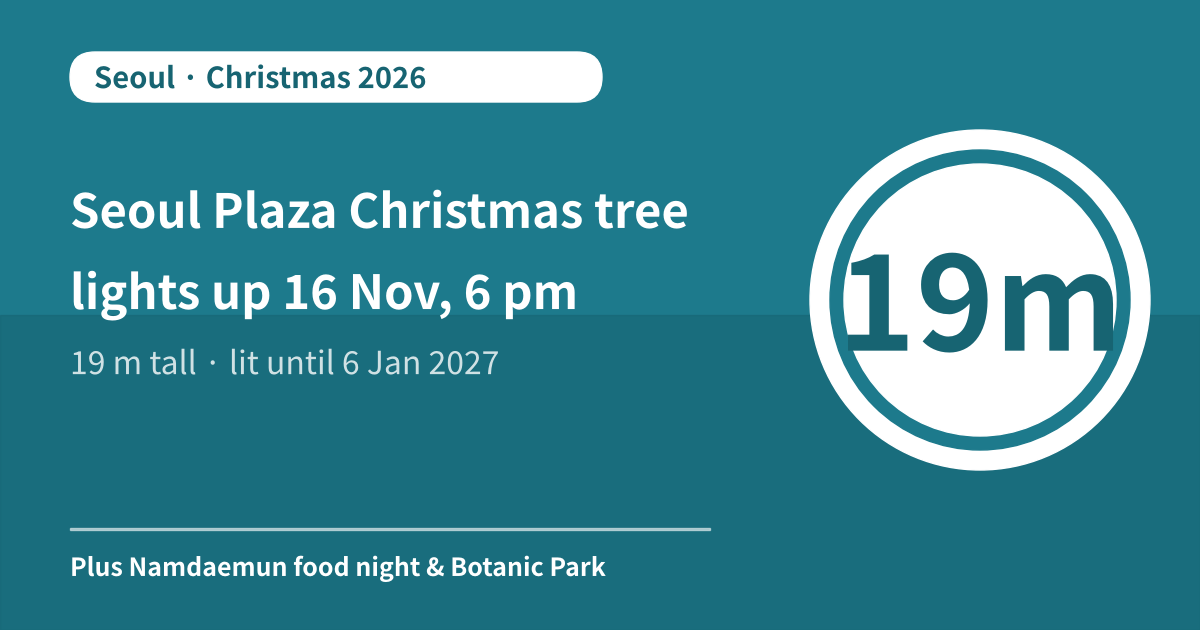 Seoul · Christmas 2026
Seoul Plaza Christmas tree
lights up 16 Nov, 6 pm
19 m tall · lit until 6 Jan 2027
19m
Plus Namdaemun food night & Botanic Park